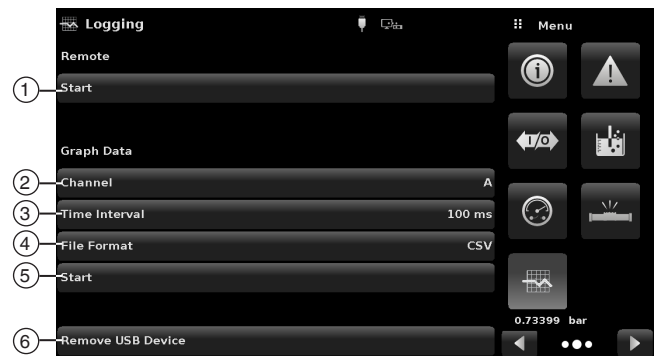 Logging
Menu
Remote
1 Start
Graph Data
2 Channel A
3 Time Interval 100 ms
4 File Format CSV
5 Start
6 Remove USB Device
I/O
0.73399 bar